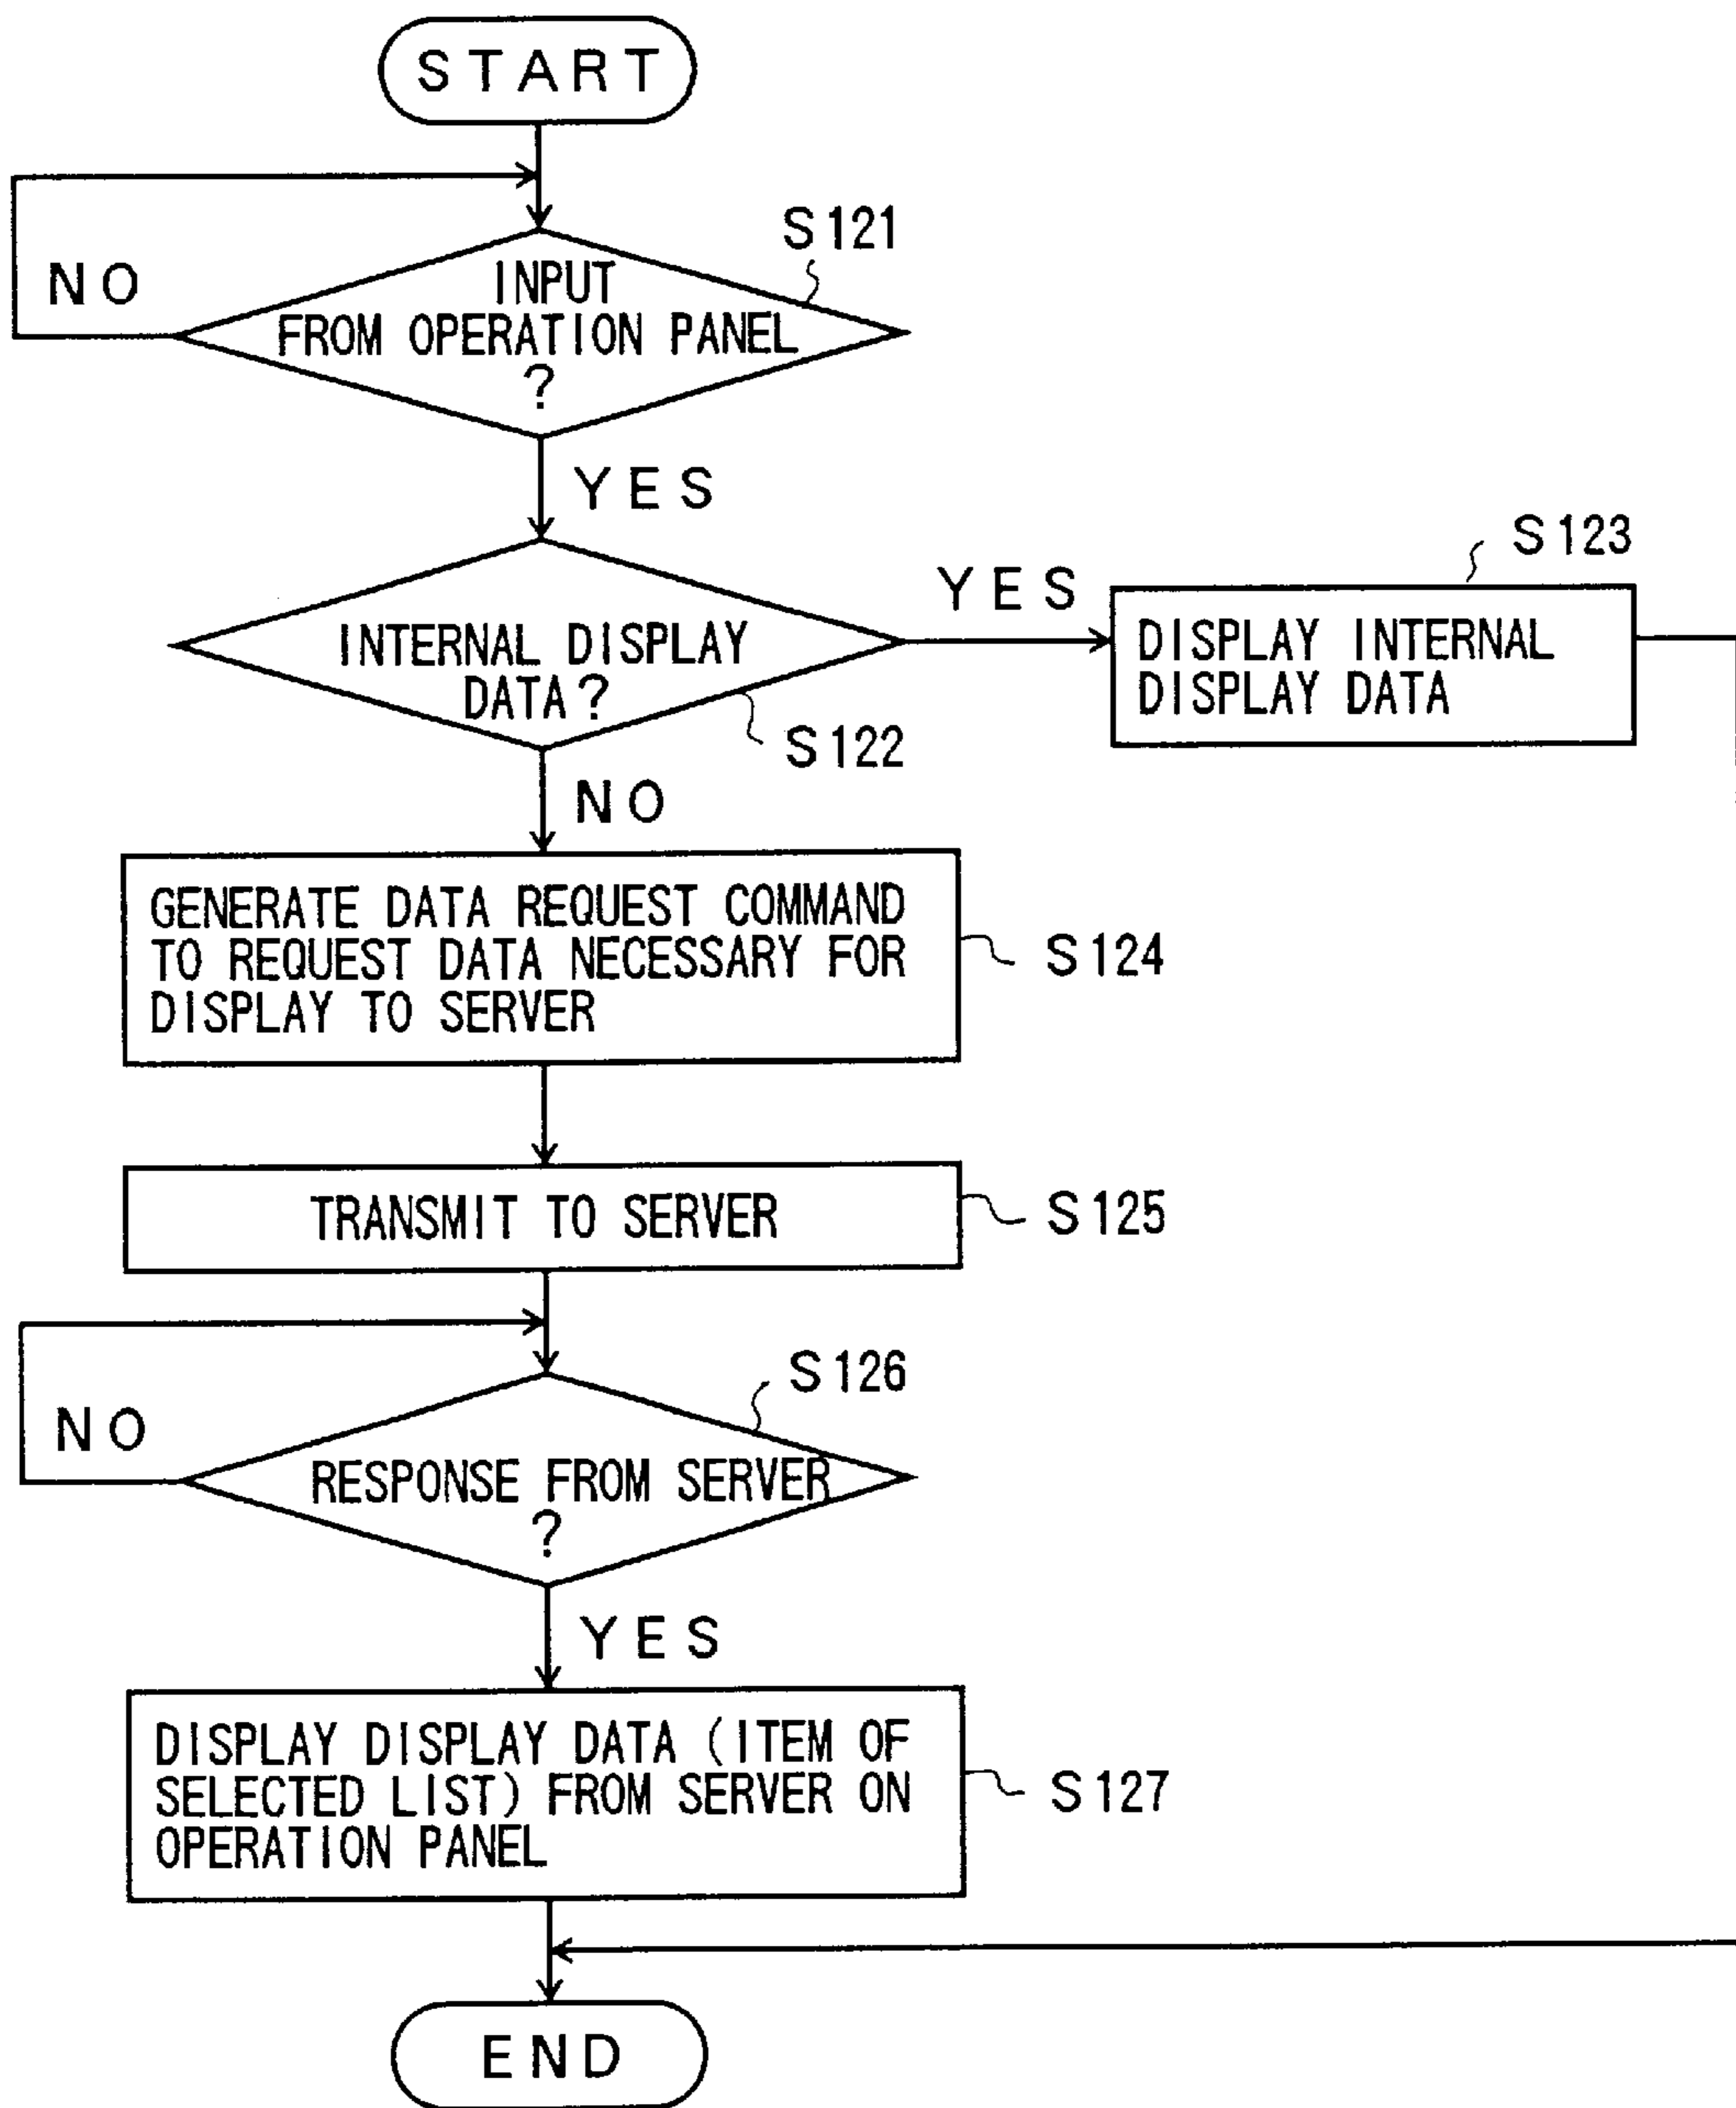 START
S121
NO
INPUT
FROM OPERATION PANEL
?
YES
S123
YES
INTERNAL DISPLAY
DATA?
DISPLAY INTERNAL
DISPLAY DATA
S122
NO
GENERATE DATA REQUEST COMMAND
TO REQUEST DATA NECESSARY FOR
DISPLAY TO SERVER
S124
TRANSMIT TO SERVER
S125
S126
NO
RESPONSE FROM SERVER
?
YES
DISPLAY DISPLAY DATA (ITEM OF
SELECTED LIST) FROM SERVER ON
OPERATION PANEL
S127
END